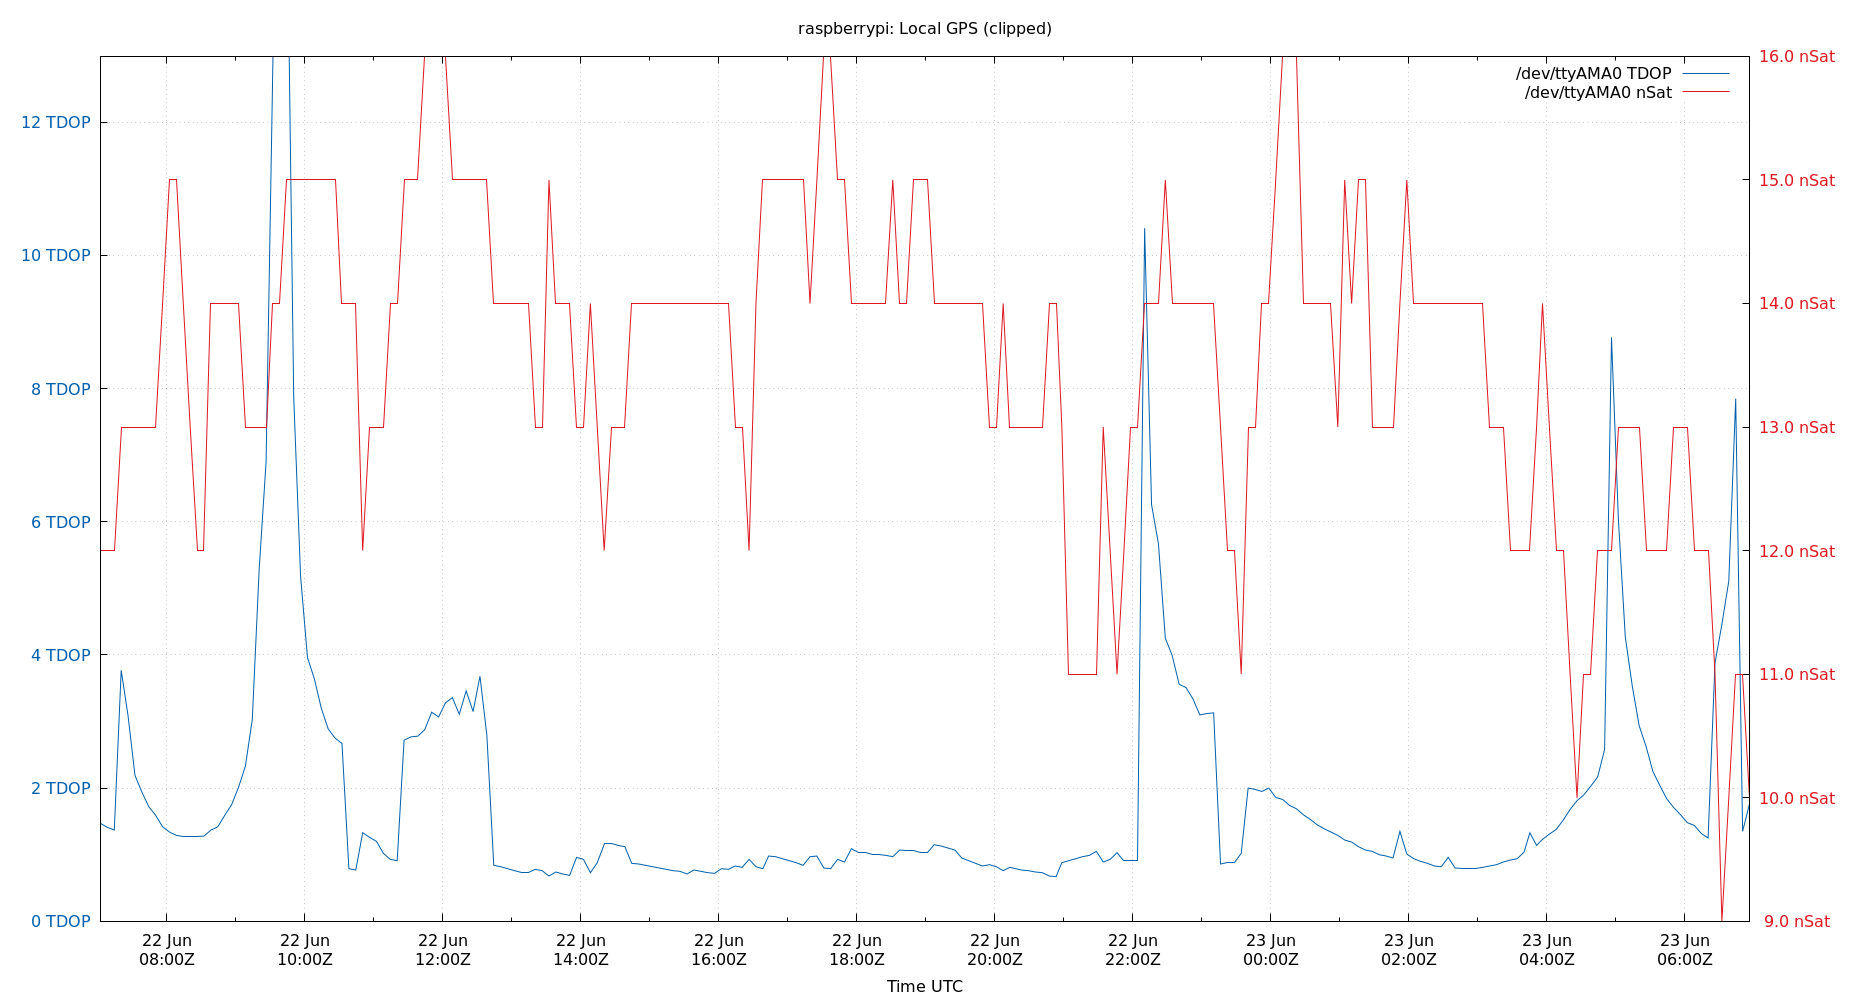 raspberrypi: Local GPS (clipped)
16.0 nSat
/dev/ttyAMA0 TDOP
/dev/ttyAMA0 nSat
12 TDOP
15.0 nSat
10 TDOP
14.0 nSat
8 TDOP
13.0 nSat
6 TDOP
12.0 nSat
4 TDOP
11.0 nSat
2 TDOP
10.0 nSat
0 TDOP
9.0 nSat
22 Jun 22 Jun 22 Jun 22 Jun 22 Jun 22 Jun 22 Jun 22 Jun 23 Jun 23 Jun 23 Jun 23 Jun
08:00Z 10:00Z 12:00Z 14:00Z 16:00Z 18:00Z 20:00Z 22:00Z 00:00Z 02:00Z 04:00Z 06:00Z
Time UTC